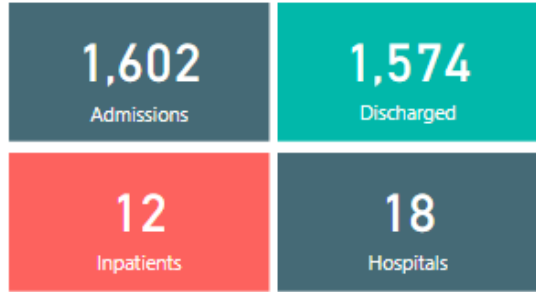 1,602
Admissions
1,574
Discharged
12
Inpatients
18
Hospitals